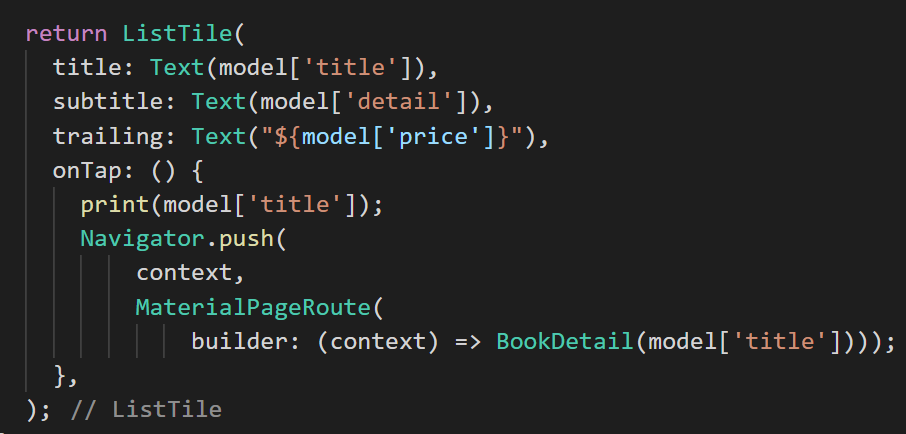 return ListTile(
title: Text(model['title']),
subtitle: Text(model['detail']),
trailing: Text("${model['price']}"),
onTap: () {
print(model['title']);
Navigator.push(
context,
MaterialPageRoute(
builder: (context) => BookDetail(model['title'])));
},
); // ListTile